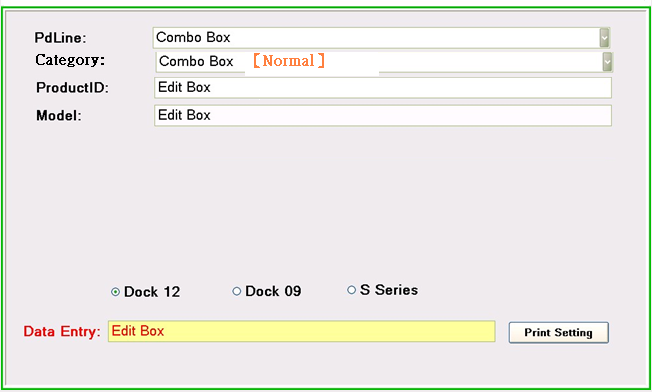 PdLine: Combo Box
Category: Combo Box [Normal]
ProductID: Edit Box
Model: Edit Box
Dock 12 Dock 09 S Series
Data Entry: Edit Box Print Setting